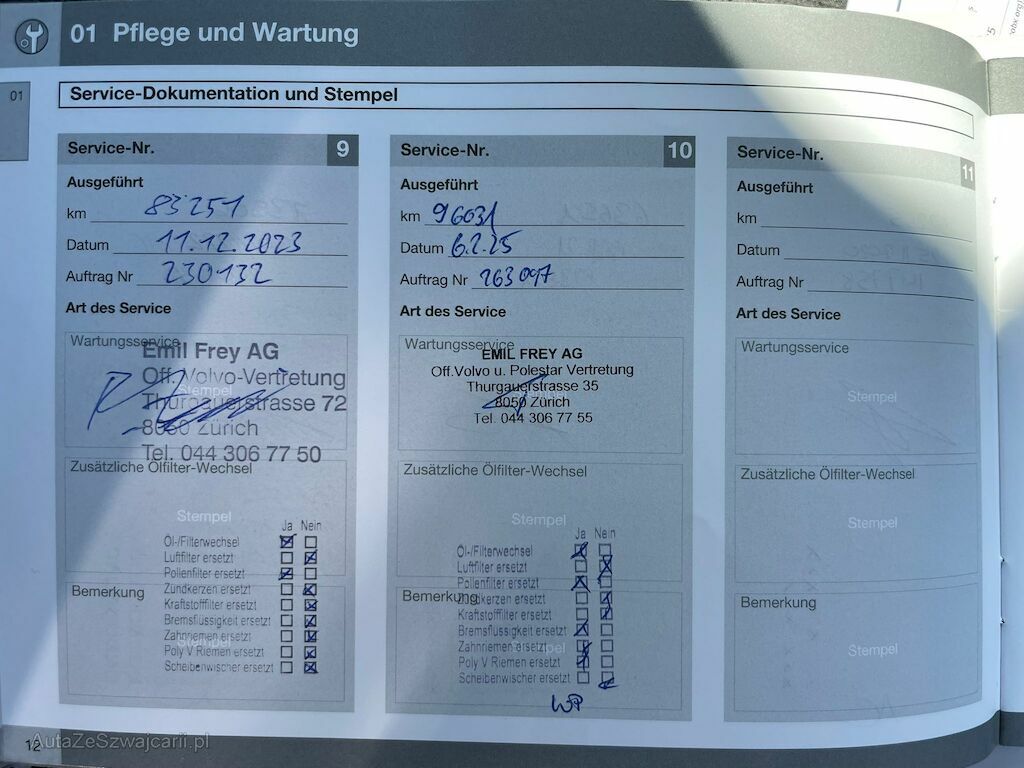 01 Pflege und Wartung
01
Service-Dokumentation und Stempel
Service-Nr. 9
Ausgeführt
km 83251
Datum 11.12.2023
Auftrag Nr 230132
Art des Service
Wartungsservice
Emil Frey AG
Off. Volvo-Vertretung
Stempel
Thurgauerstrasse 72
8050 Zürich
Tel. 044 306 77 50
Zusätzliche Ölfilter-Wechsel
Stempel
Ja Nein
Öl-/Filterwechsel
Luftfilter ersetzt
Pollenfilter ersetzt
Bemerkung
Zündkerzen ersetzt
Kraftstofffilter ersetzt
Bremsflüssigkeit ersetzt
Zahnriemen ersetzt
Stempel
Poly V Riemen ersetzt
Scheibenwischer ersetzt
Service-Nr. 10
Ausgeführt
km 96031
Datum 6.2.25
Auftrag Nr 263097
Art des Service
Wartungsservice
EMIL FREY AG
Off.Volvo u. Polestar Vertretung
Thurgauerstrasse 35
8050 Zürich
Tel. 044 306 77 55
Zusätzliche Ölfilter-Wechsel
Stempel
Ja Nein
Öl-/Filterwechsel
Luftfilter ersetzt
Pollenfilter ersetzt
Bemerkung
Zündkerzen ersetzt
Kraftstofffilter ersetzt
Bremsflüssigkeit ersetzt
Zahnriemen ersetzt
Stempel
Poly V Riemen ersetzt
Scheibenwischer ersetzt
WP
Service-Nr. 11
Ausgeführt
km
Datum
Auftrag Nr
Art des Service
Wartungsservice
Stempel
Zusätzliche Ölfilter-Wechsel
Stempel
Bemerkung
Stempel
12
AutaZeSzwajcarii.pl